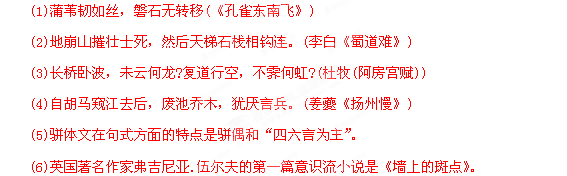 (1)蒲苇韧如丝，磐石无转移(《孔雀东南飞》)
(2)地崩山摧壮士死，然后天梯石栈相钩连。(李白《蜀道难》)
(3)长桥卧波，未云何龙?复道行空，不霁何虹?(杜牧(阿房宫赋))
(4)自胡马窥江去后，废池乔木，犹厌言兵。(姜夔《扬州慢》)
(5)骈体文在句式方面的特点是骈偶和“四六言为主”。
(6)英国著名作家弗吉尼亚.伍尔夫的第一篇意识流小说是《墙上的斑点》。